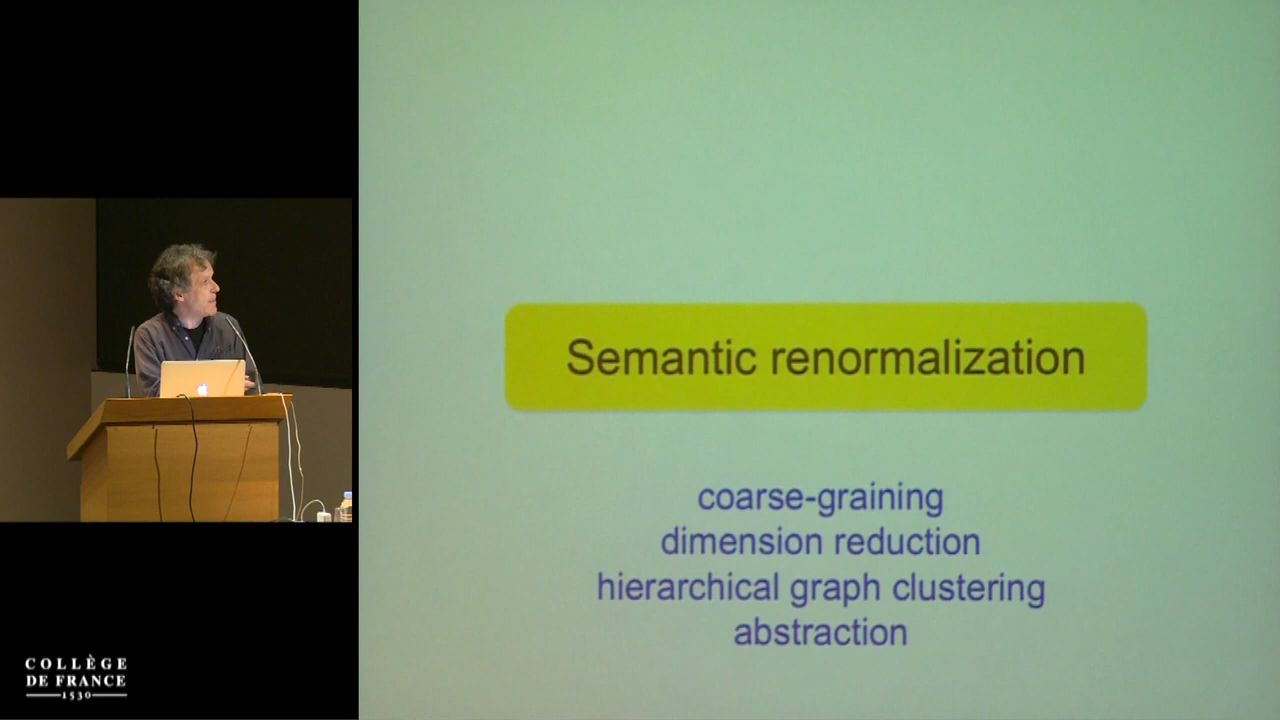 Semantic renormalization
coarse-graining
dimension reduction
hierarchical graph clustering
abstraction
COLLÈGE
DE FRANCE
1530